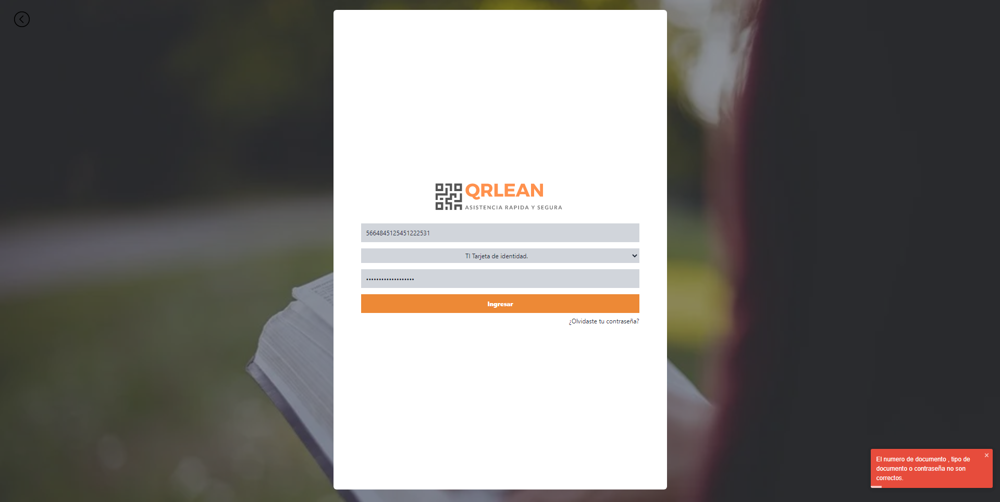 QRLEAN
ASISTENCIA RAPIDA Y SEGURA
5664845125451222531
TI Tarjeta de identidad.
•••••••••••••••••••
Ingresar
¿Olvidaste tu contraseña?
El numero de documento , tipo de
documento o contraseña no son
correctos.